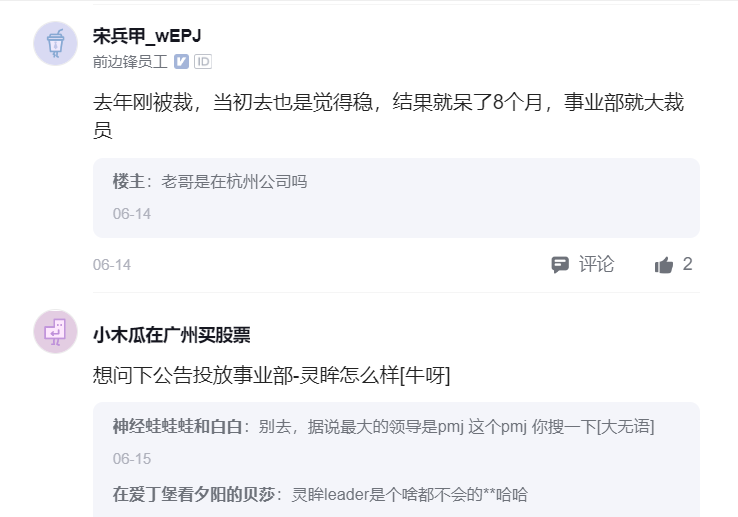 宋兵甲_wEPJ
前边锋员工 V ID
去年刚被裁，当初去也是觉得稳，结果就呆了8个月，事业部就大裁
员
楼主：老哥是在杭州公司吗
06-14
06-14 评论 2
小木瓜在广州买股票
想问下公告投放事业部-灵眸怎么样[牛呀]
神经蛙蛙蛙和白白：别去，据说最大的领导是pmj 这个pmj 你搜一下[大无语]
06-15
在爱丁堡看夕阳的贝莎：灵眸leader是个啥都不会的**哈哈